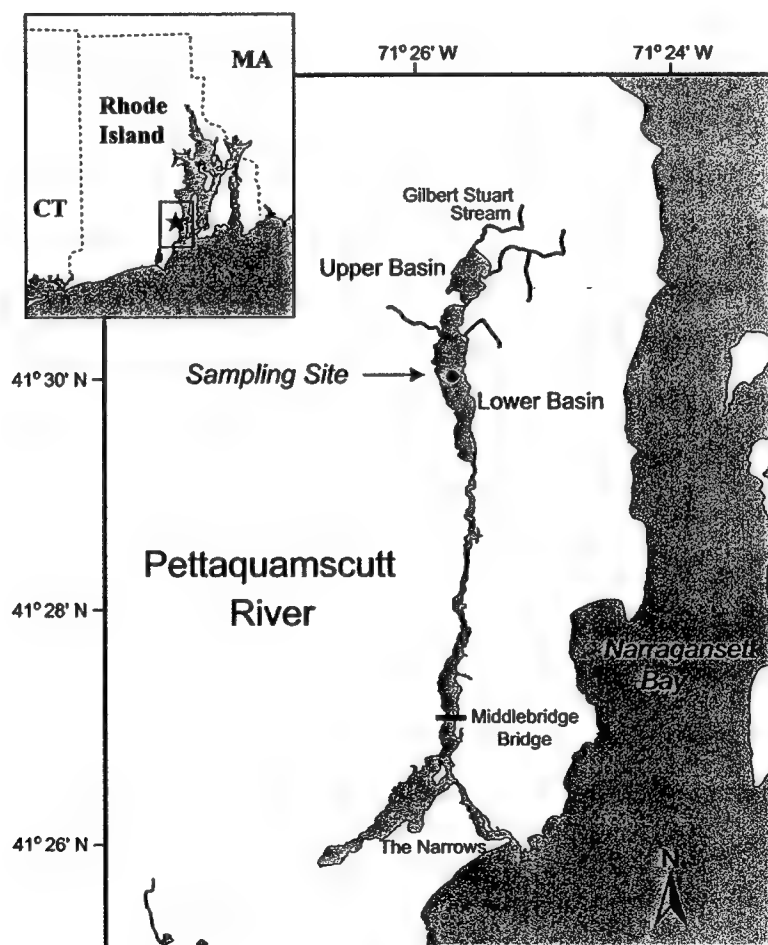 71° 26' W
71° 24' W
MA
Rhode
Island
CT
Gilbert Stuart
Stream
Upper Basin
41° 30' N
Sampling Site
Lower Basin
Pettaquamscutt
River
41° 28' N
Narragansett
Bay
Middlebridge
Bridge
41° 26' N
The Narrows
N